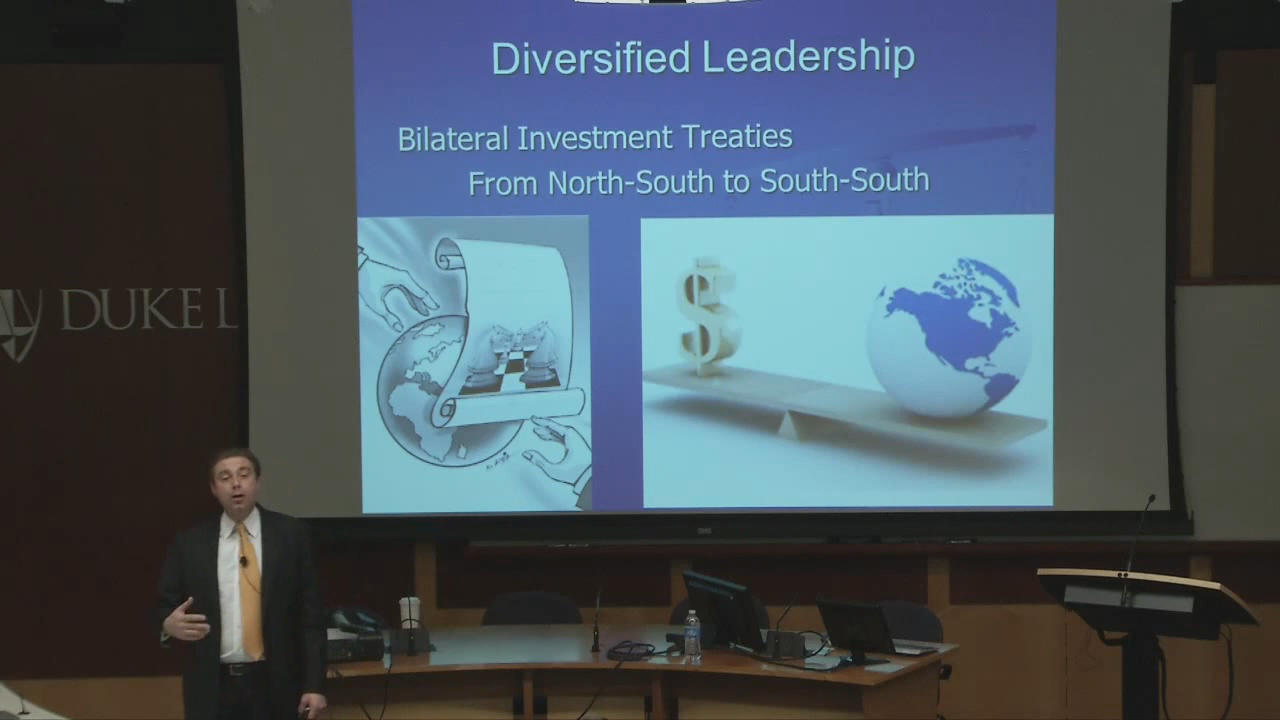 Diversified Leadership
Bilateral Investment Treaties
From North-South to South-South
$
DUKE L